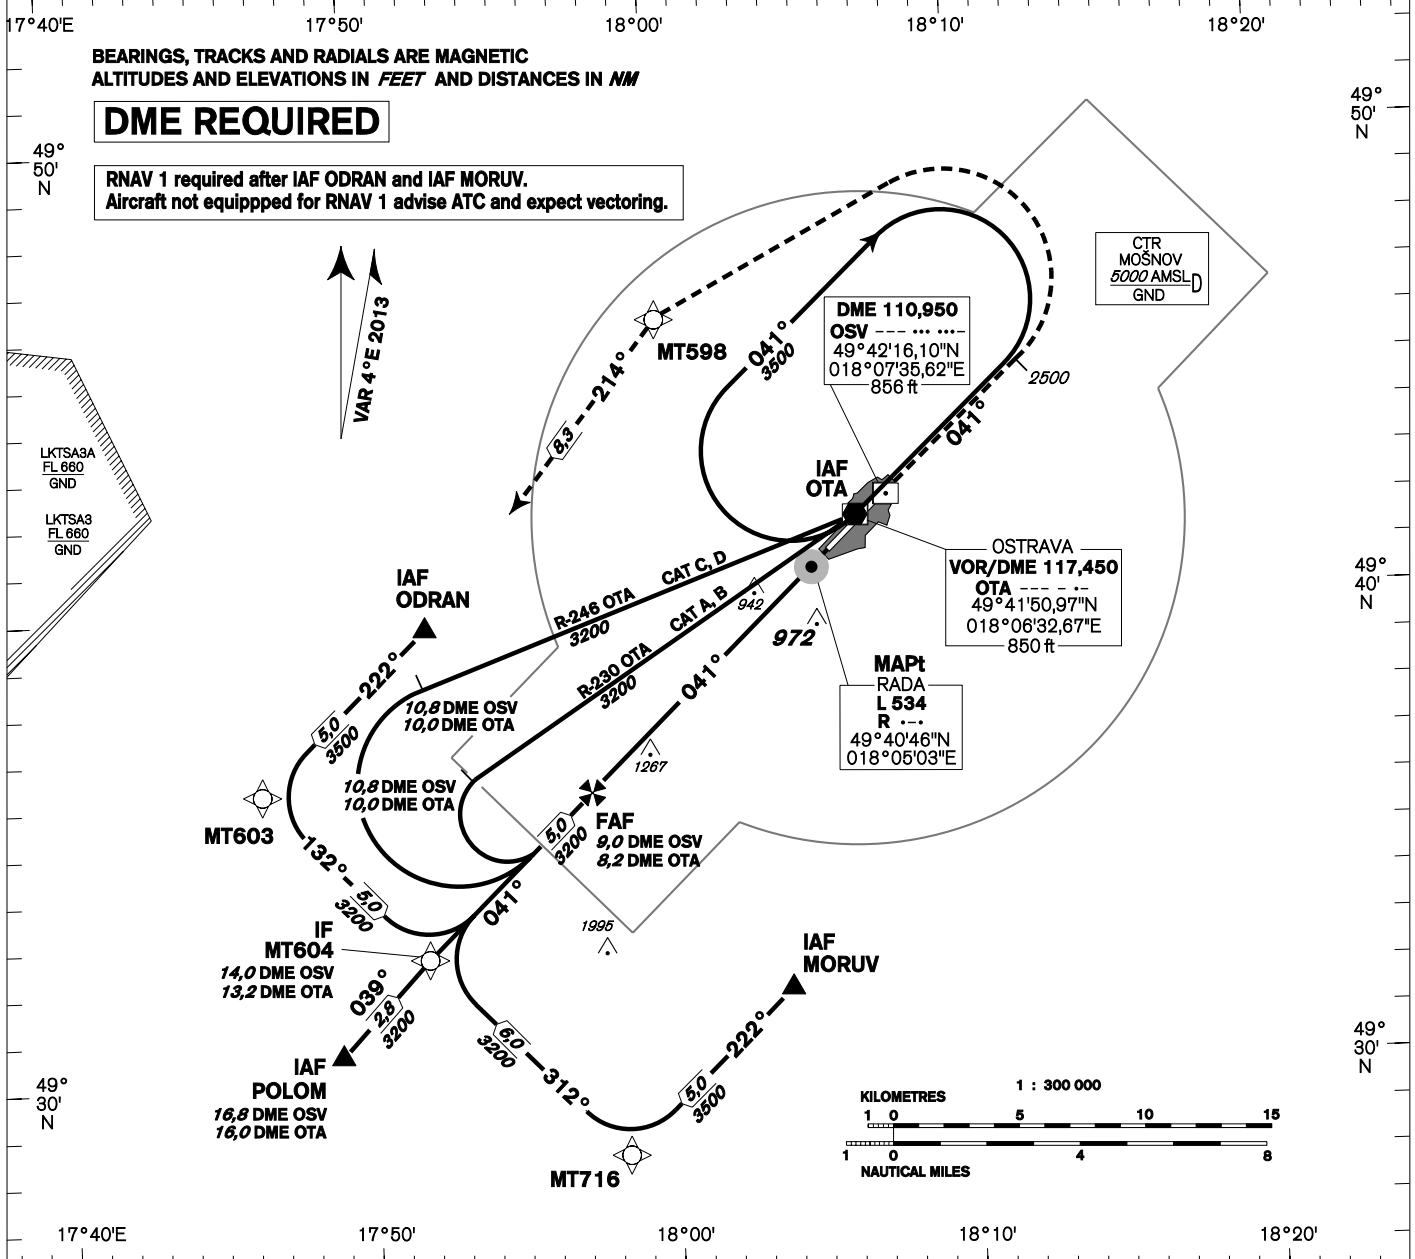 17°40'E
17°50'
18°00'
18°10'
18°20'
BEARINGS, TRACKS AND RADIALS ARE MAGNETIC
ALTITUDES AND ELEVATIONS IN FEET AND DISTANCES IN NM
DME REQUIRED
RNAV 1 required after IAF ODRAN and IAF MORUV.
Aircraft not equippped for RNAV 1 advise ATC and expect vectoring.
49°
50'
N
49°
50'
N
VAR 4°E 2013
CTR
MOŠNOV
5000 AMSL D
GND
DME 110,950
OSV --- ••• •••-
49°42'16,10"N
018°07'35,62"E
856 ft
041°
3500
MT598
214°
8,3
2500
041°
LKTSA3A
FL 660
GND
LKTSA3
FL 660
GND
IAF
OTA
OSTRAVA
VOR/DME 117,450
OTA --- - •-
49°41'50,97"N
018°06'32,67"E
850 ft
49°
40'
N
IAF
ODRAN
222°
5,0
3500
R-246 OTA
3200
CAT C, D
R-230 OTA
3200
CAT A, B
942
972
041°
MAPt
RADA
L 534
R •-•
49°40'46"N
018°05'03"E
10,8 DME OSV
10,0 DME OTA
10,8 DME OSV
10,0 DME OTA
1267
MT603
132°
5,0
3200
5,0
3200
FAF
9,0 DME OSV
8,2 DME OTA
041°
IF
MT604
14,0 DME OSV
13,2 DME OTA
1995
IAF
MORUV
039°
2,8
3200
IAF
POLOM
16,8 DME OSV
16,0 DME OTA
6,0
3200
312°
222°
5,0
3500
MT716
49°
30'
N
49°
30'
N
1 : 300 000
KILOMETRES
1 0 5 10 15
1 0 4 8
NAUTICAL MILES
17°40'E
17°50'
18°00'
18°10'
18°20'